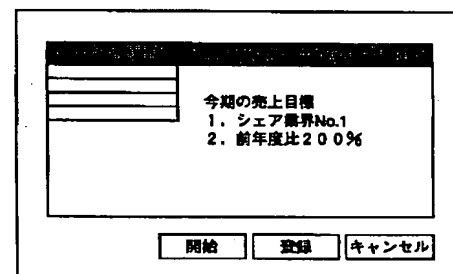 今期の売上目標
1．シェア業界No.1
2．前年度比200%
開始
登録
キャンセル